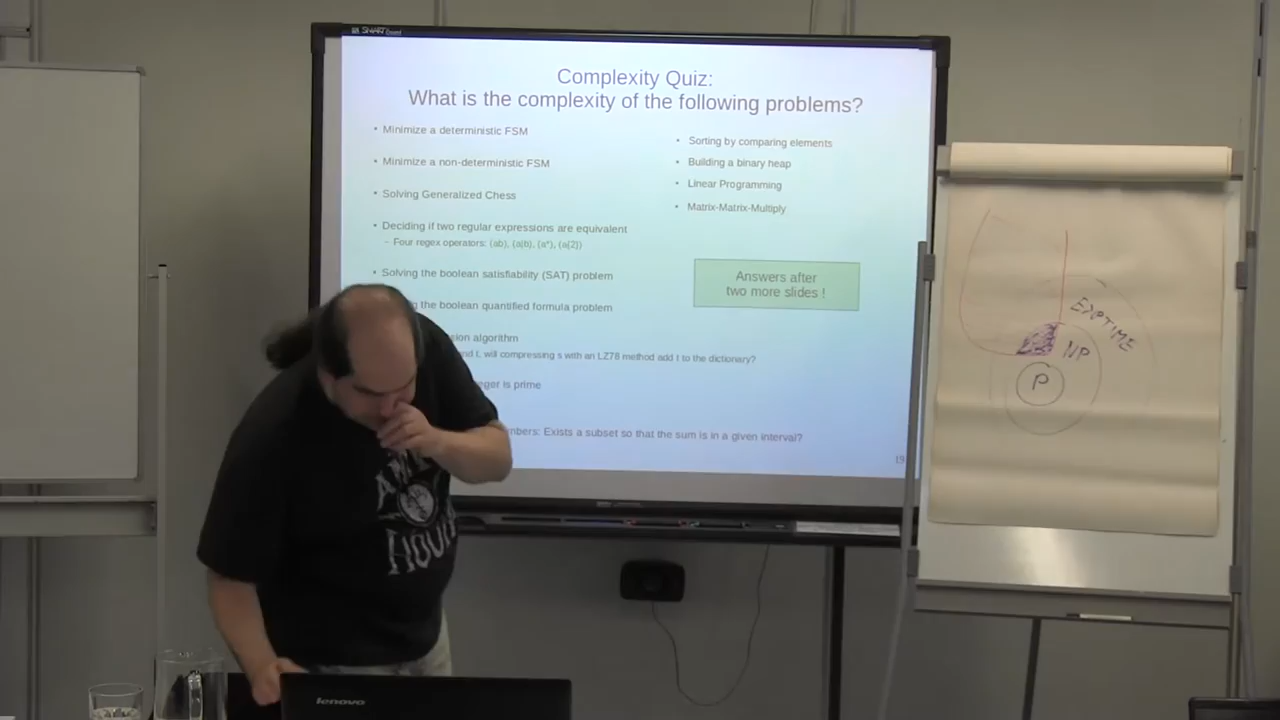 SMART Board
Complexity Quiz:
What is the complexity of the following problems?
• Minimize a deterministic FSM
• Minimize a non-deterministic FSM
• Solving Generalized Chess
• Deciding if two regular expressions are equivalent
– Four regex operators: (ab), (a|b), (a*), (a{2})
• Solving the boolean satisfiability (SAT) problem
g the boolean quantified formula problem
sion algorithm
nd t, will compressing s with an LZ78 method add t to the dictionary?
eger is prime
mbers: Exists a subset so that the sum is in a given interval?
• Sorting by comparing elements
• Building a binary heap
• Linear Programming
• Matrix-Matrix-Multiply
Answers after
two more slides !
19
EXPTIME
NP
P
lenovo